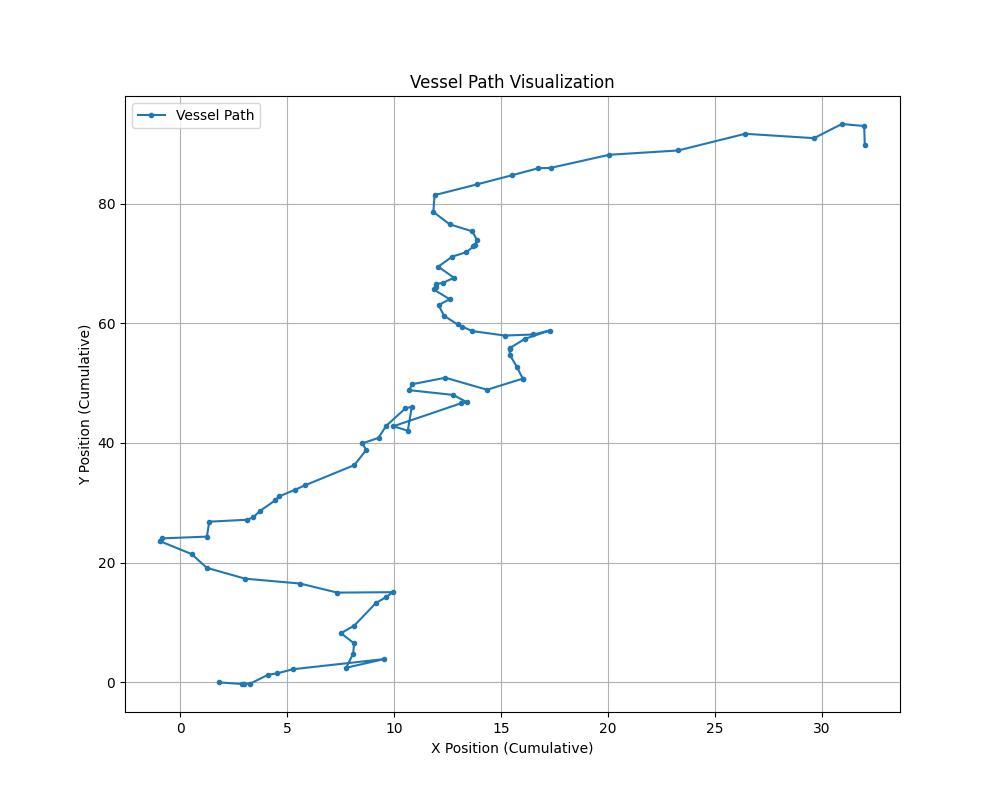 Vessel Path Visualization
Vessel Path
Y Position (Cumulative)
80
60
40
20
0
0 5 10 15 20 25 30
X Position (Cumulative)